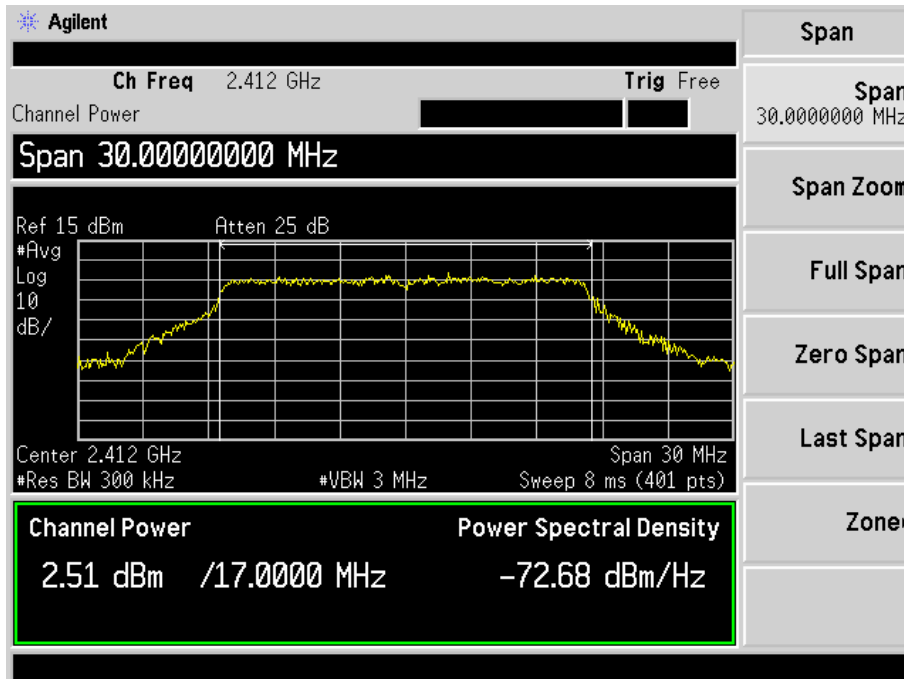 Agilent
Span
Ch Freq 2.412 GHz Trig Free
Channel Power
Span
30.0000000 MHz
Span 30.00000000 MHz
Span Zoom
Ref 15 dBm Atten 25 dB
#Avg
Log
10
dB/
Full Span
Zero Span
Last Span
Center 2.412 GHz Span 30 MHz
#Res BW 300 kHz #VBW 3 MHz Sweep 8 ms (401 pts)
Channel Power Power Spectral Density
2.51 dBm /17.0000 MHz -72.68 dBm/Hz